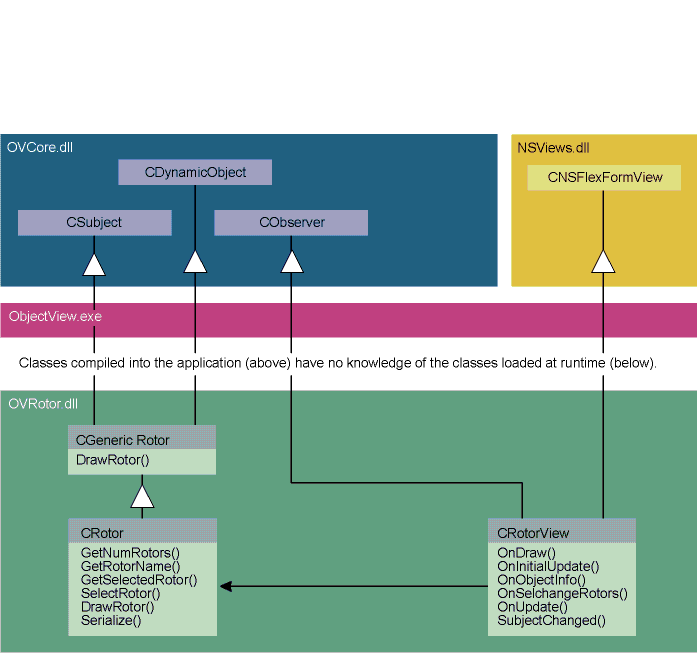 OVCore.dll
NSViews.dll
CDynamicObject
CNSFlexFormView
CSubject
CObserver
ObjectView.exe
Classes compiled into the application (above) have no knowledge of the classes loaded at runtime (below).
OVRotor.dll
CGeneric Rotor
DrawRotor()
CRotor
GetNumRotors()
GetRotorName()
GetSelectedRotor()
SelectRotor()
DrawRotor()
Serialize()
CRotorView
OnDraw()
OnInitialUpdate()
OnObjectInfo()
OnSelchangeRotors()
OnUpdate()
SubjectChanged()